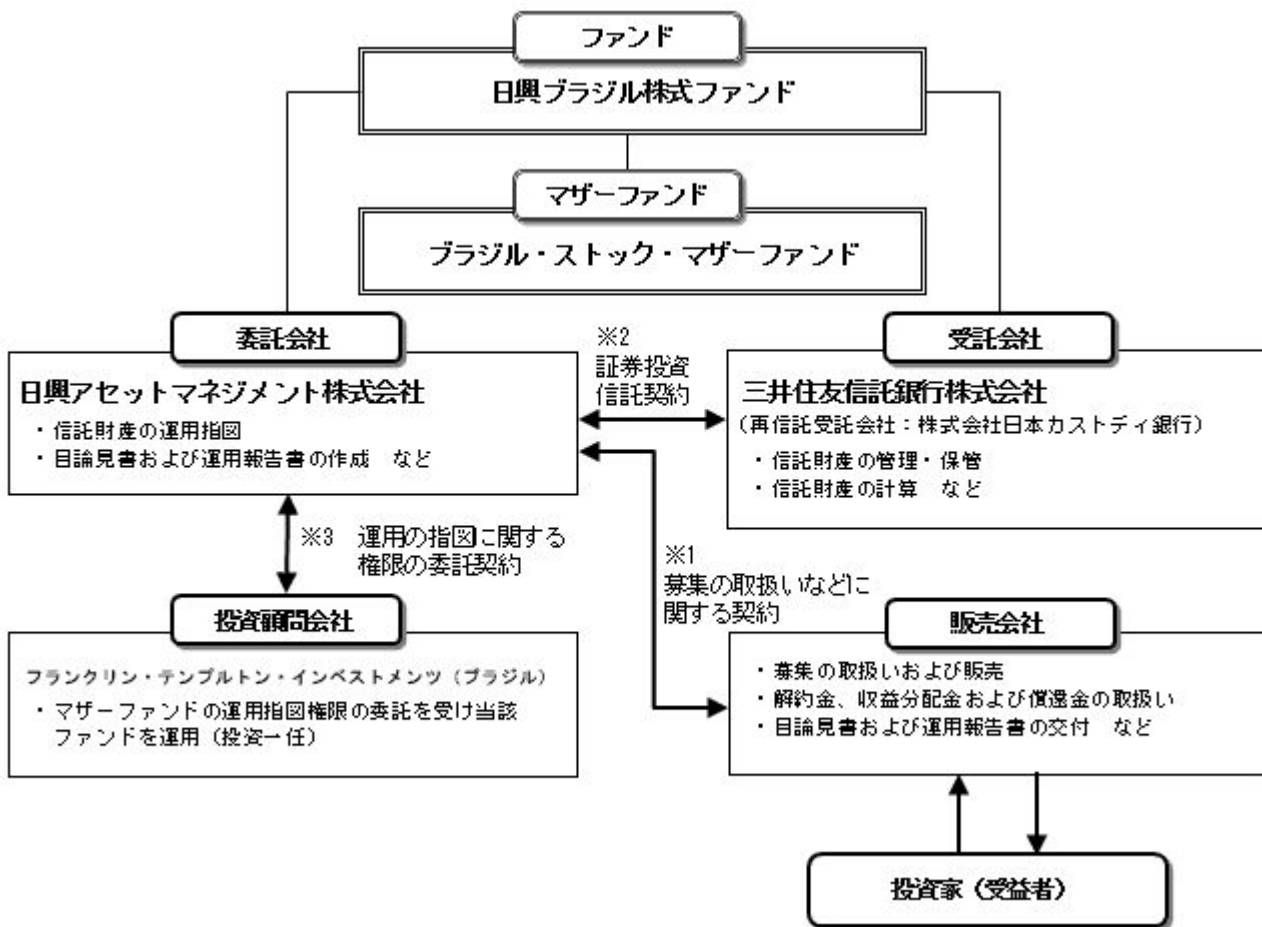 ファンド
日興ブラジル株式ファンド
マザーファンド
ブラジル・ストック・マザーファンド
委託会社
日興アセットマネジメント株式会社
・信託財産の運用指図
・目論見書および運用報告書の作成 など
※2
証券投資
信託契約
受託会社
三井住友信託銀行株式会社
(再信託受託会社：株式会社日本カストディ銀行)
・信託財産の管理・保管
・信託財産の計算 など
※3 運用の指図に関する
権限の委託契約
※1
募集の取扱いなどに
関する契約
投資顧問会社
フランクリン・テンプルトン・インベストメンツ（ブラジル）
・マザーファンドの運用指図権限の委託を受け当該
ファンドを運用（投資一任）
販売会社
・募集の取扱いおよび販売
・解約金、収益分配金および償還金の取扱い
・目論見書および運用報告書の交付 など
投資家（受益者）